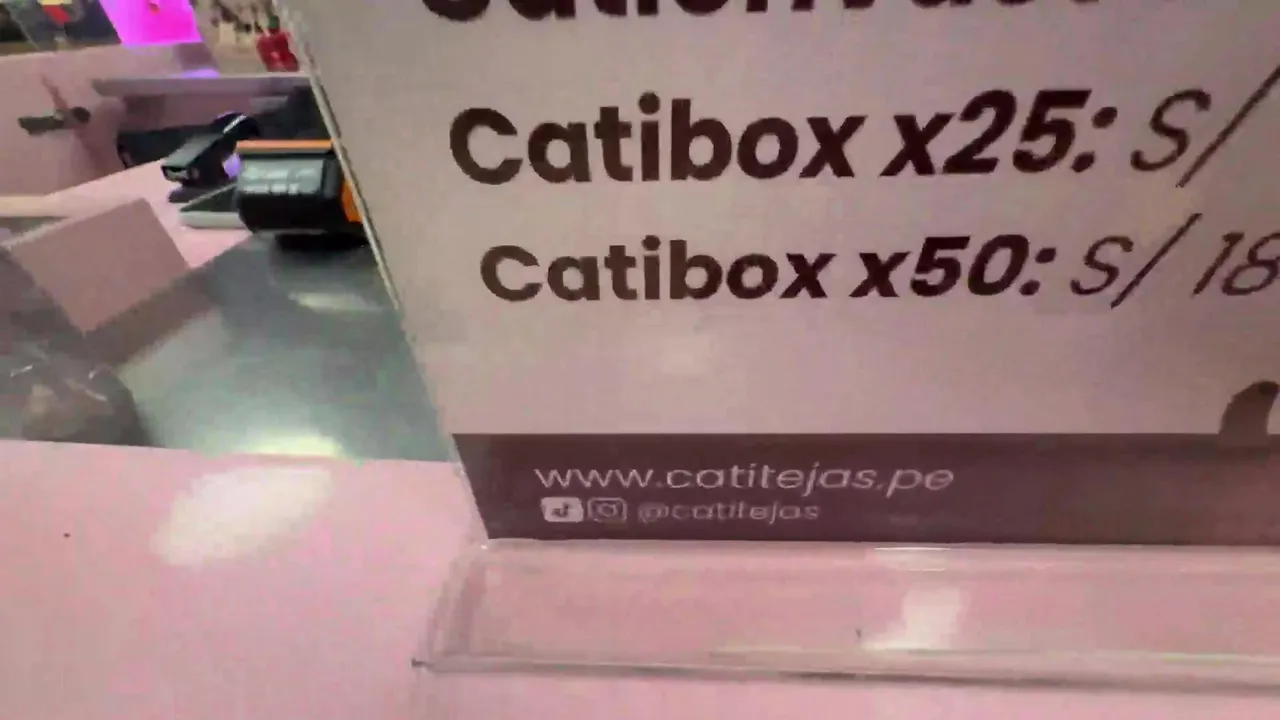 Catibox x25: S/
Catibox x50: S/ 18
www.catitejas.pe
@catitejas